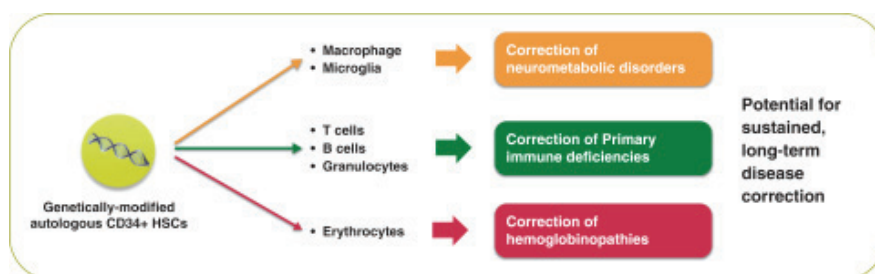 • Macrophage
• Microglia
Correction of
neurometabolic disorders
• T cells
• B cells
• Granulocytes
Correction of Primary
immune deficiencies
• Erythrocytes
Correction of
hemoglobinopathies
Genetically-modified
autologous CD34+ HSCs
Potential for
sustained,
long-term
disease
correction